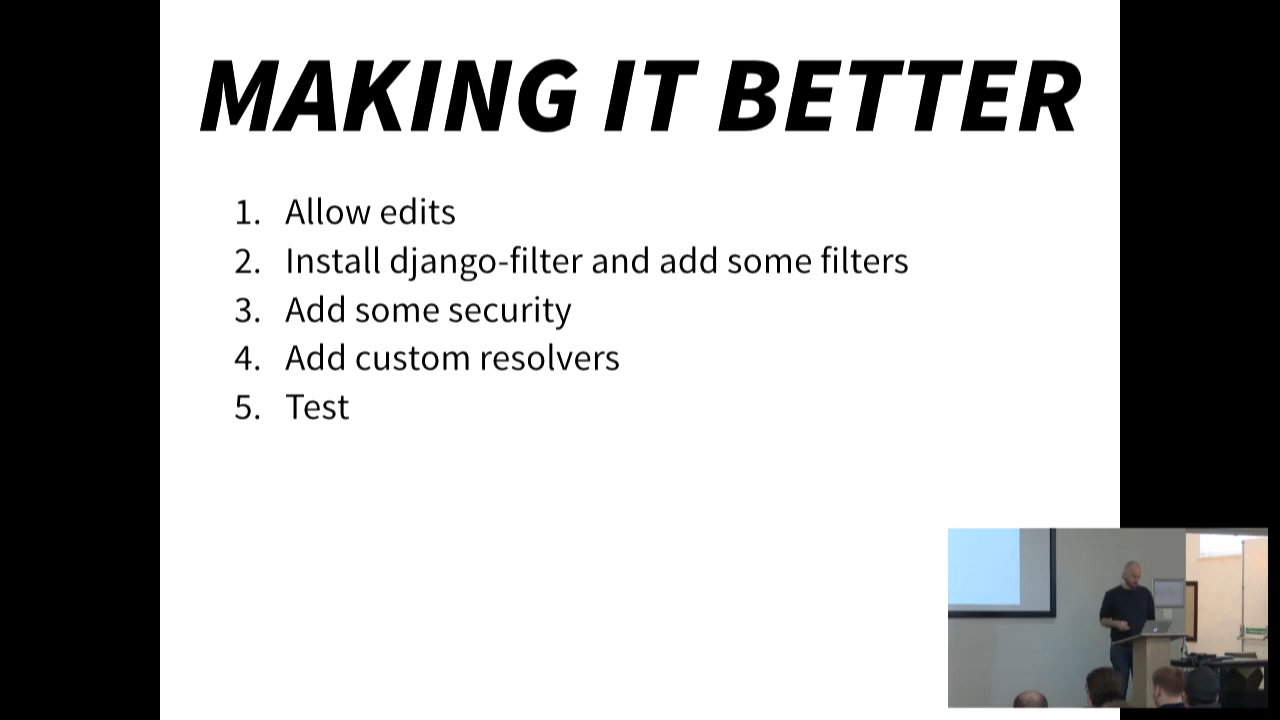 MAKING IT BETTER
1. Allow edits
2. Install django-filter and add some filters
3. Add some security
4. Add custom resolvers
5. Test